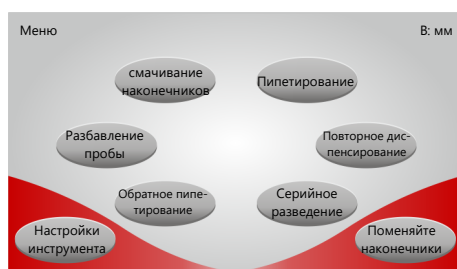 Меню
В: мм
смачивание
наконечников
Пипетирование
Разбавление
пробы
Повторное дис-
пенсирование
Обратное пипе-
тирование
Серийное
разведение
Настройки
инструмента
Поменяйте
наконечники